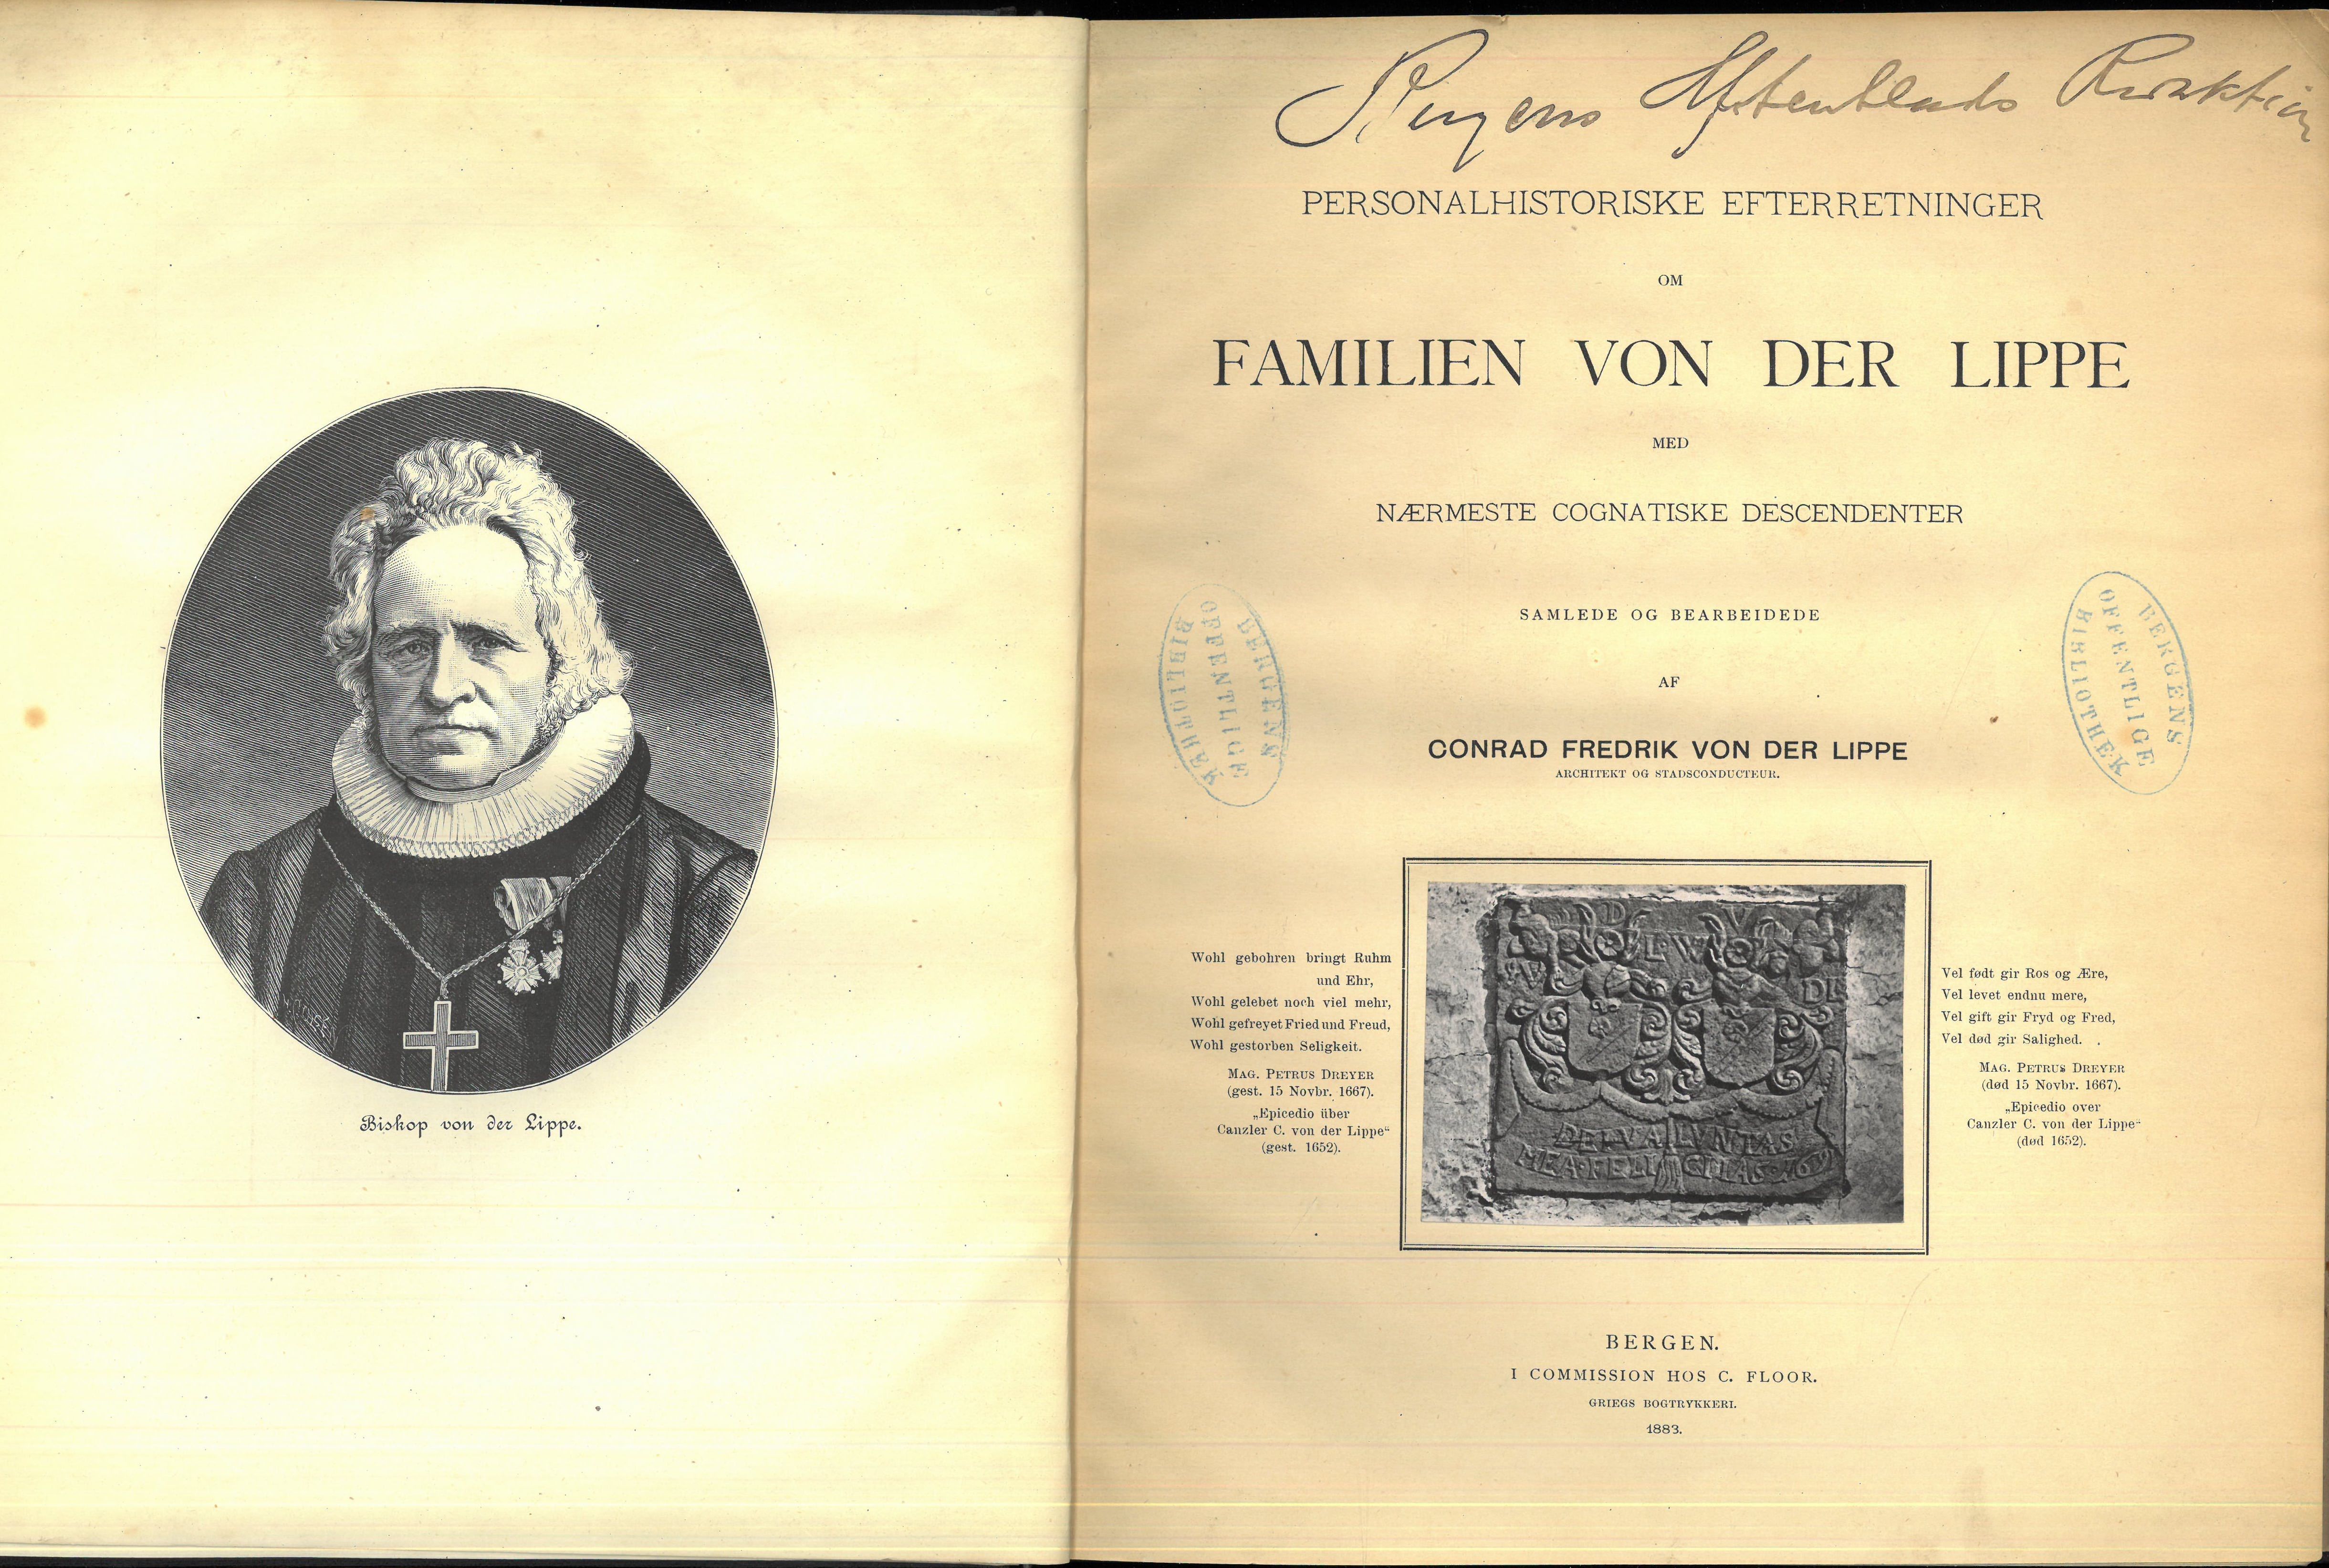 Biskop von der Lippe.
Bergens Aftenblads Redaktion
PERSONALHISTORISKE EFTERRETNINGER
OM
FAMILIEN VON DER LIPPE
MED
NÆRMESTE COGNATISKE DESCENDENTER
SAMLEDE OG BEARBEIDEDE
AF
CONRAD FREDRIK VON DER LIPPE
ARCHITEKT OG STADSCONDUCTEUR.
BERGENS
OFFENTLIGE
BIBLIOTHEK
BERGENS
OFFENTLIGE
BIBLIOTHEK
Wohl gebohren bringt Ruhm
und Ehr,
Wohl gelebet noch viel mehr,
Wohl gefreyet Fried und Freud,
Wohl gestorben Seligkeit.
MAG. PETRUS DREYER
(gest. 15 Novbr. 1667).
„Epicedio über
Canzler C. von der Lippe“
(gest. 1652).
Vel født gir Ros og Ære,
Vel levet endnu mere,
Vel gift gir Fryd og Fred,
Vel død gir Salighed.
MAG. PETRUS DREYER
(død 15 Novbr. 1667).
„Epicedio over
Canzler C. von der Lippe“
(død 1652).
BERGEN.
I COMMISSION HOS C. FLOOR.
GRIEGS BOGTRYKKERI.
1883.